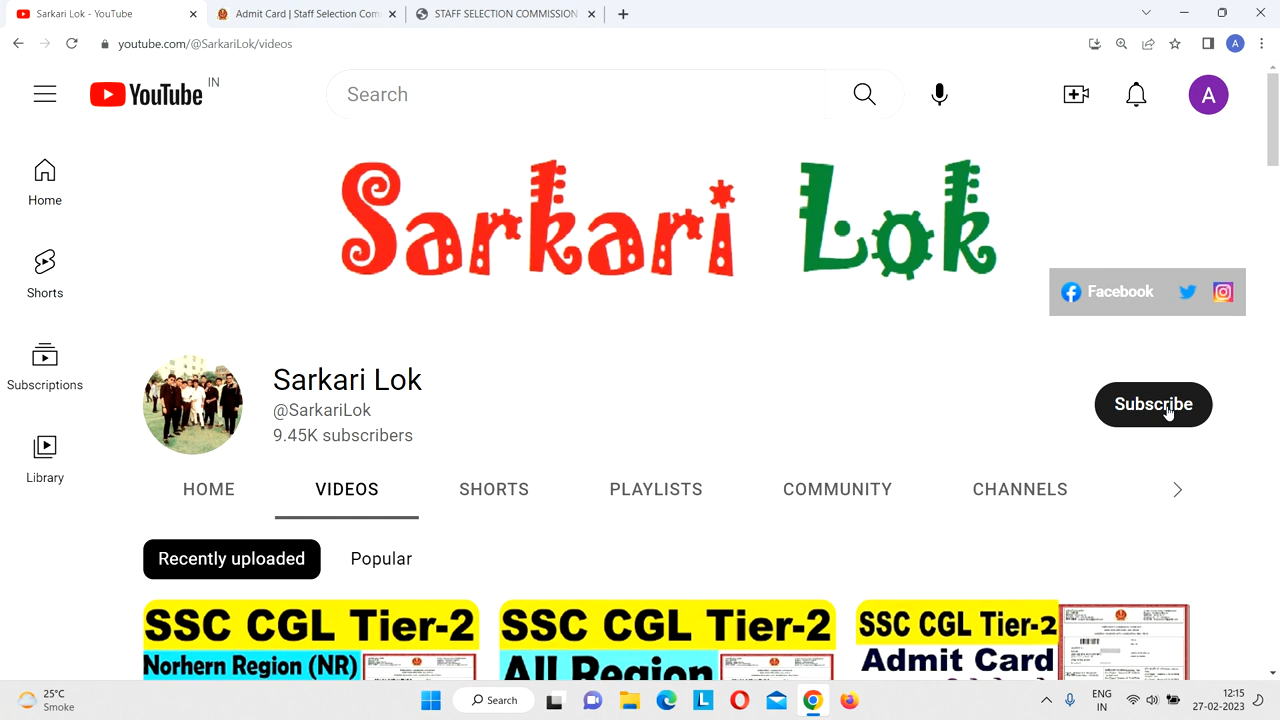 Sarkari Lok - YouTube
Admit Card | Staff Selection Com
STAFF SELECTION COMMISSION
youtube.com/@SarkariLok/videos
A
YouTube IN
Search
A
Home
Shorts
Subscriptions
Library
Sarkari Lok
Facebook
Sarkari Lok
@SarkariLok
9.45K subscribers
Subscribe
HOME
VIDEOS
SHORTS
PLAYLISTS
COMMUNITY
CHANNELS
Recently uploaded
Popular
SSC CGL Tier-2
Norhern Region (NR)
SSC CGL Tier-2
All Region
SSC CGL Tier-2
Admit Card
25°C
Smoke
Search
ENG
IN
12:15
27-02-2023